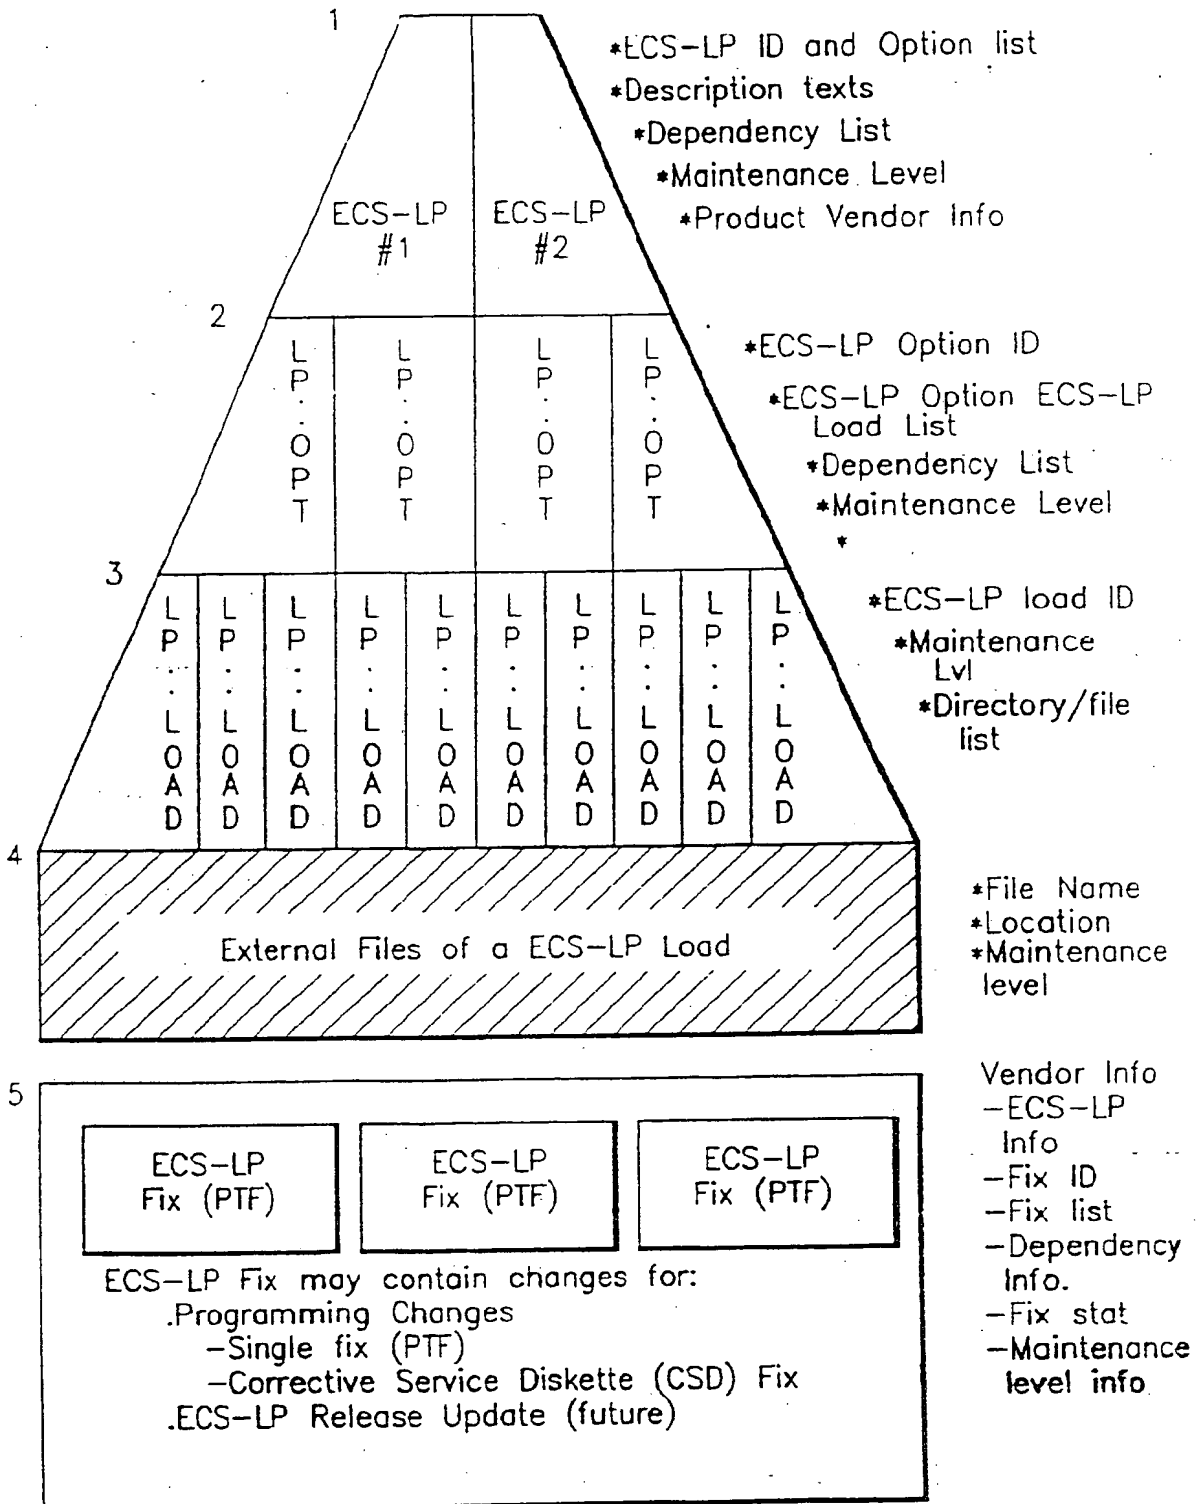 1
*ECS-LP ID and Option list
*Description texts
*Dependency List
*Maintenance Level
*Product Vendor Info
ECS-LP
#1
ECS-LP
#2
2
LP..OPT
LP..OPT
LP..OPT
LP..OPT
*ECS-LP Option ID
*ECS-LP Option ECS-LP
Load List
*Dependency List
*Maintenance Level
*
3
LP..LOAD
LP..LOAD
LP..LOAD
LP..LOAD
LP..LOAD
LP..LOAD
LP..LOAD
LP..LOAD
LP..LOAD
LP..LOAD
*ECS-LP load ID
*Maintenance
Lvl
*Directory/file
list
4
External Files of a ECS-LP Load
*File Name
*Location
*Maintenance
level
5
ECS-LP
Fix (PTF)
ECS-LP
Fix (PTF)
ECS-LP
Fix (PTF)
ECS-LP Fix may contain changes for:
.Programming Changes
-Single fix (PTF)
-Corrective Service Diskette (CSD) Fix
.ECS-LP Release Update (future)
Vendor Info
-ECS-LP
Info
-Fix ID
-Fix list
-Dependency
Info.
-Fix stat
-Maintenance
level info